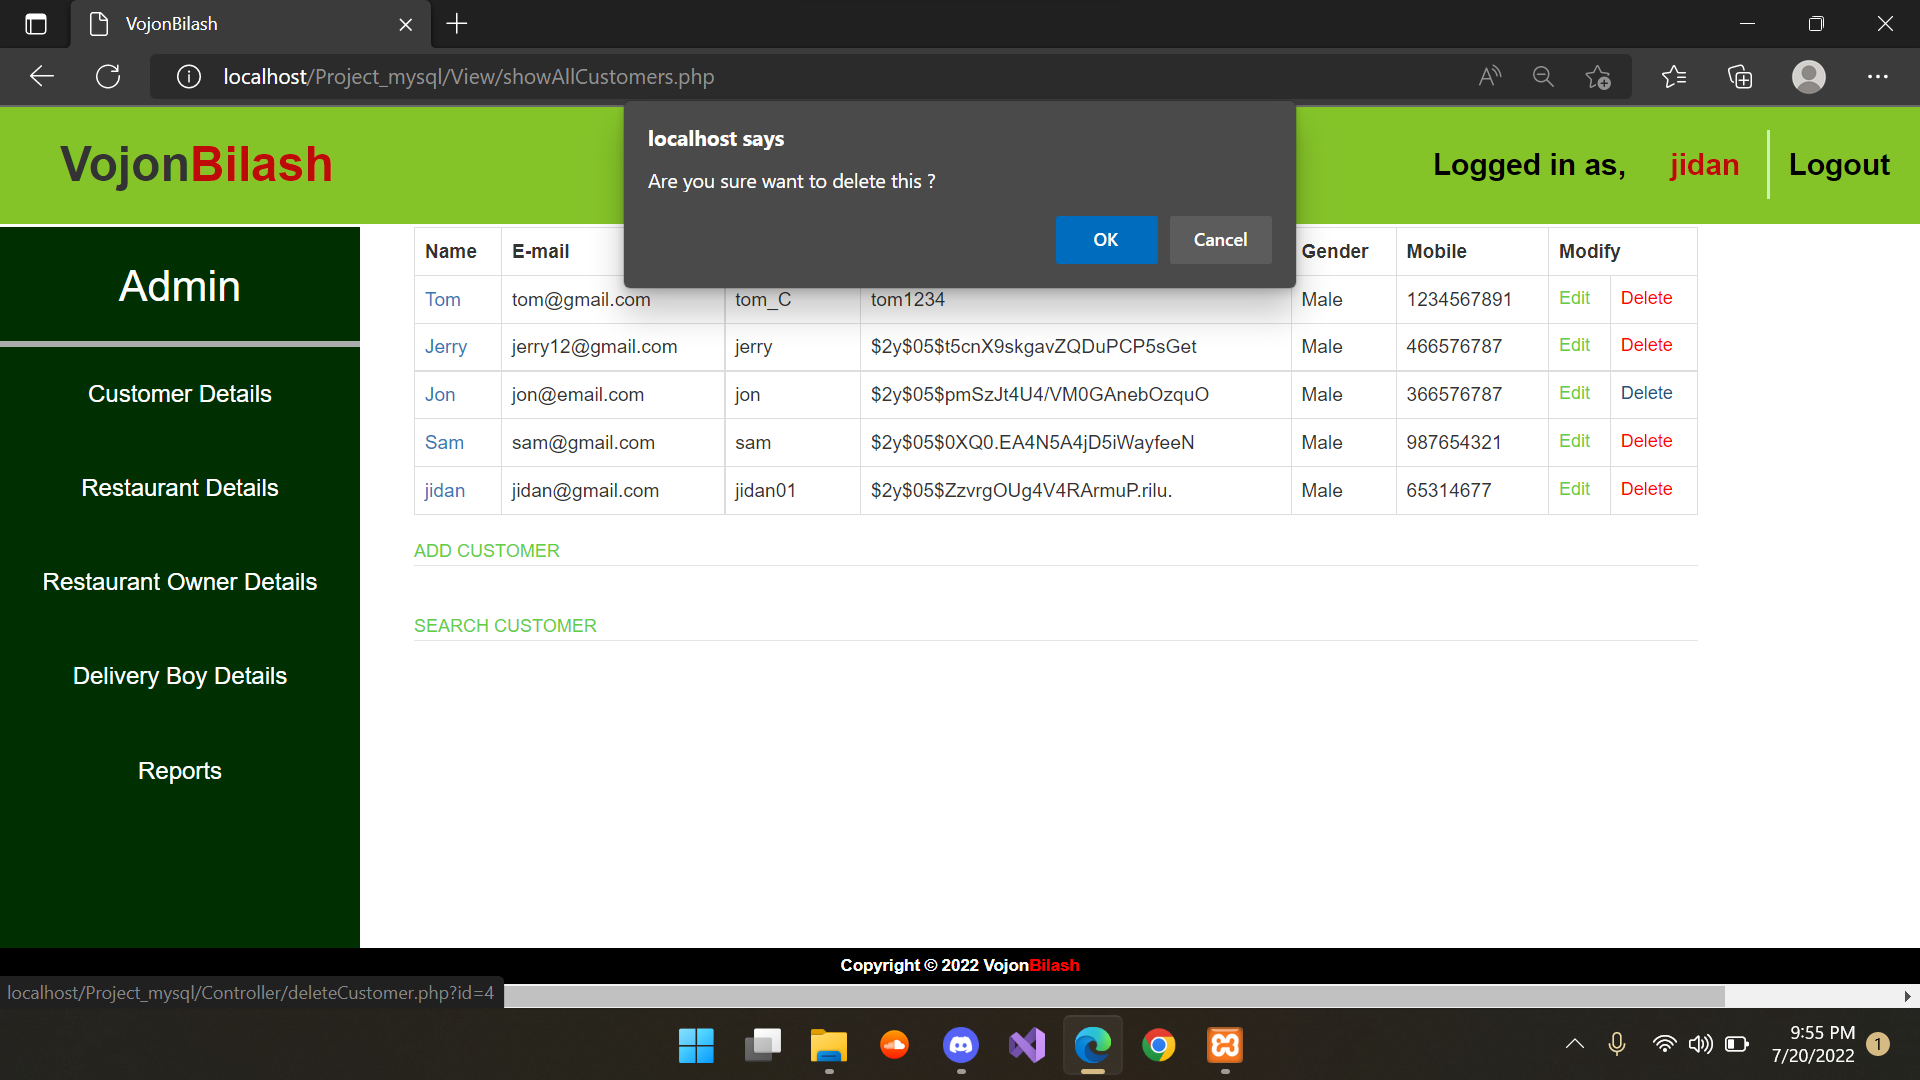 VojonBilash
localhost/Project_mysql/View/showAllCustomers.php
localhost says
Are you sure want to delete this ?
OK Cancel
VojonBilash
Logged in as, jidan Logout
Admin
Customer Details
Restaurant Details
Restaurant Owner Details
Delivery Boy Details
Reports
Name E-mail Gender Mobile Modify
Tom tom@gmail.com tom_C tom1234 Male 1234567891 Edit Delete
Jerry jerry12@gmail.com jerry $2y$05$t5cnX9skgavZQDuPCP5sGet Male 466576787 Edit Delete
Jon jon@email.com jon $2y$05$pmSzJt4U4/VM0GAnebOzquO Male 366576787 Edit Delete
Sam sam@gmail.com sam $2y$05$0XQ0.EA4N5A4jD5iWayfeeN Male 987654321 Edit Delete
jidan jidan@gmail.com jidan01 $2y$05$ZzvrgOUg4V4RArmuP.rilu. Male 65314677 Edit Delete
ADD CUSTOMER
SEARCH CUSTOMER
Copyright © 2022 VojonBilash
localhost/Project_mysql/Controller/deleteCustomer.php?id=4
9:55 PM
7/20/2022
1